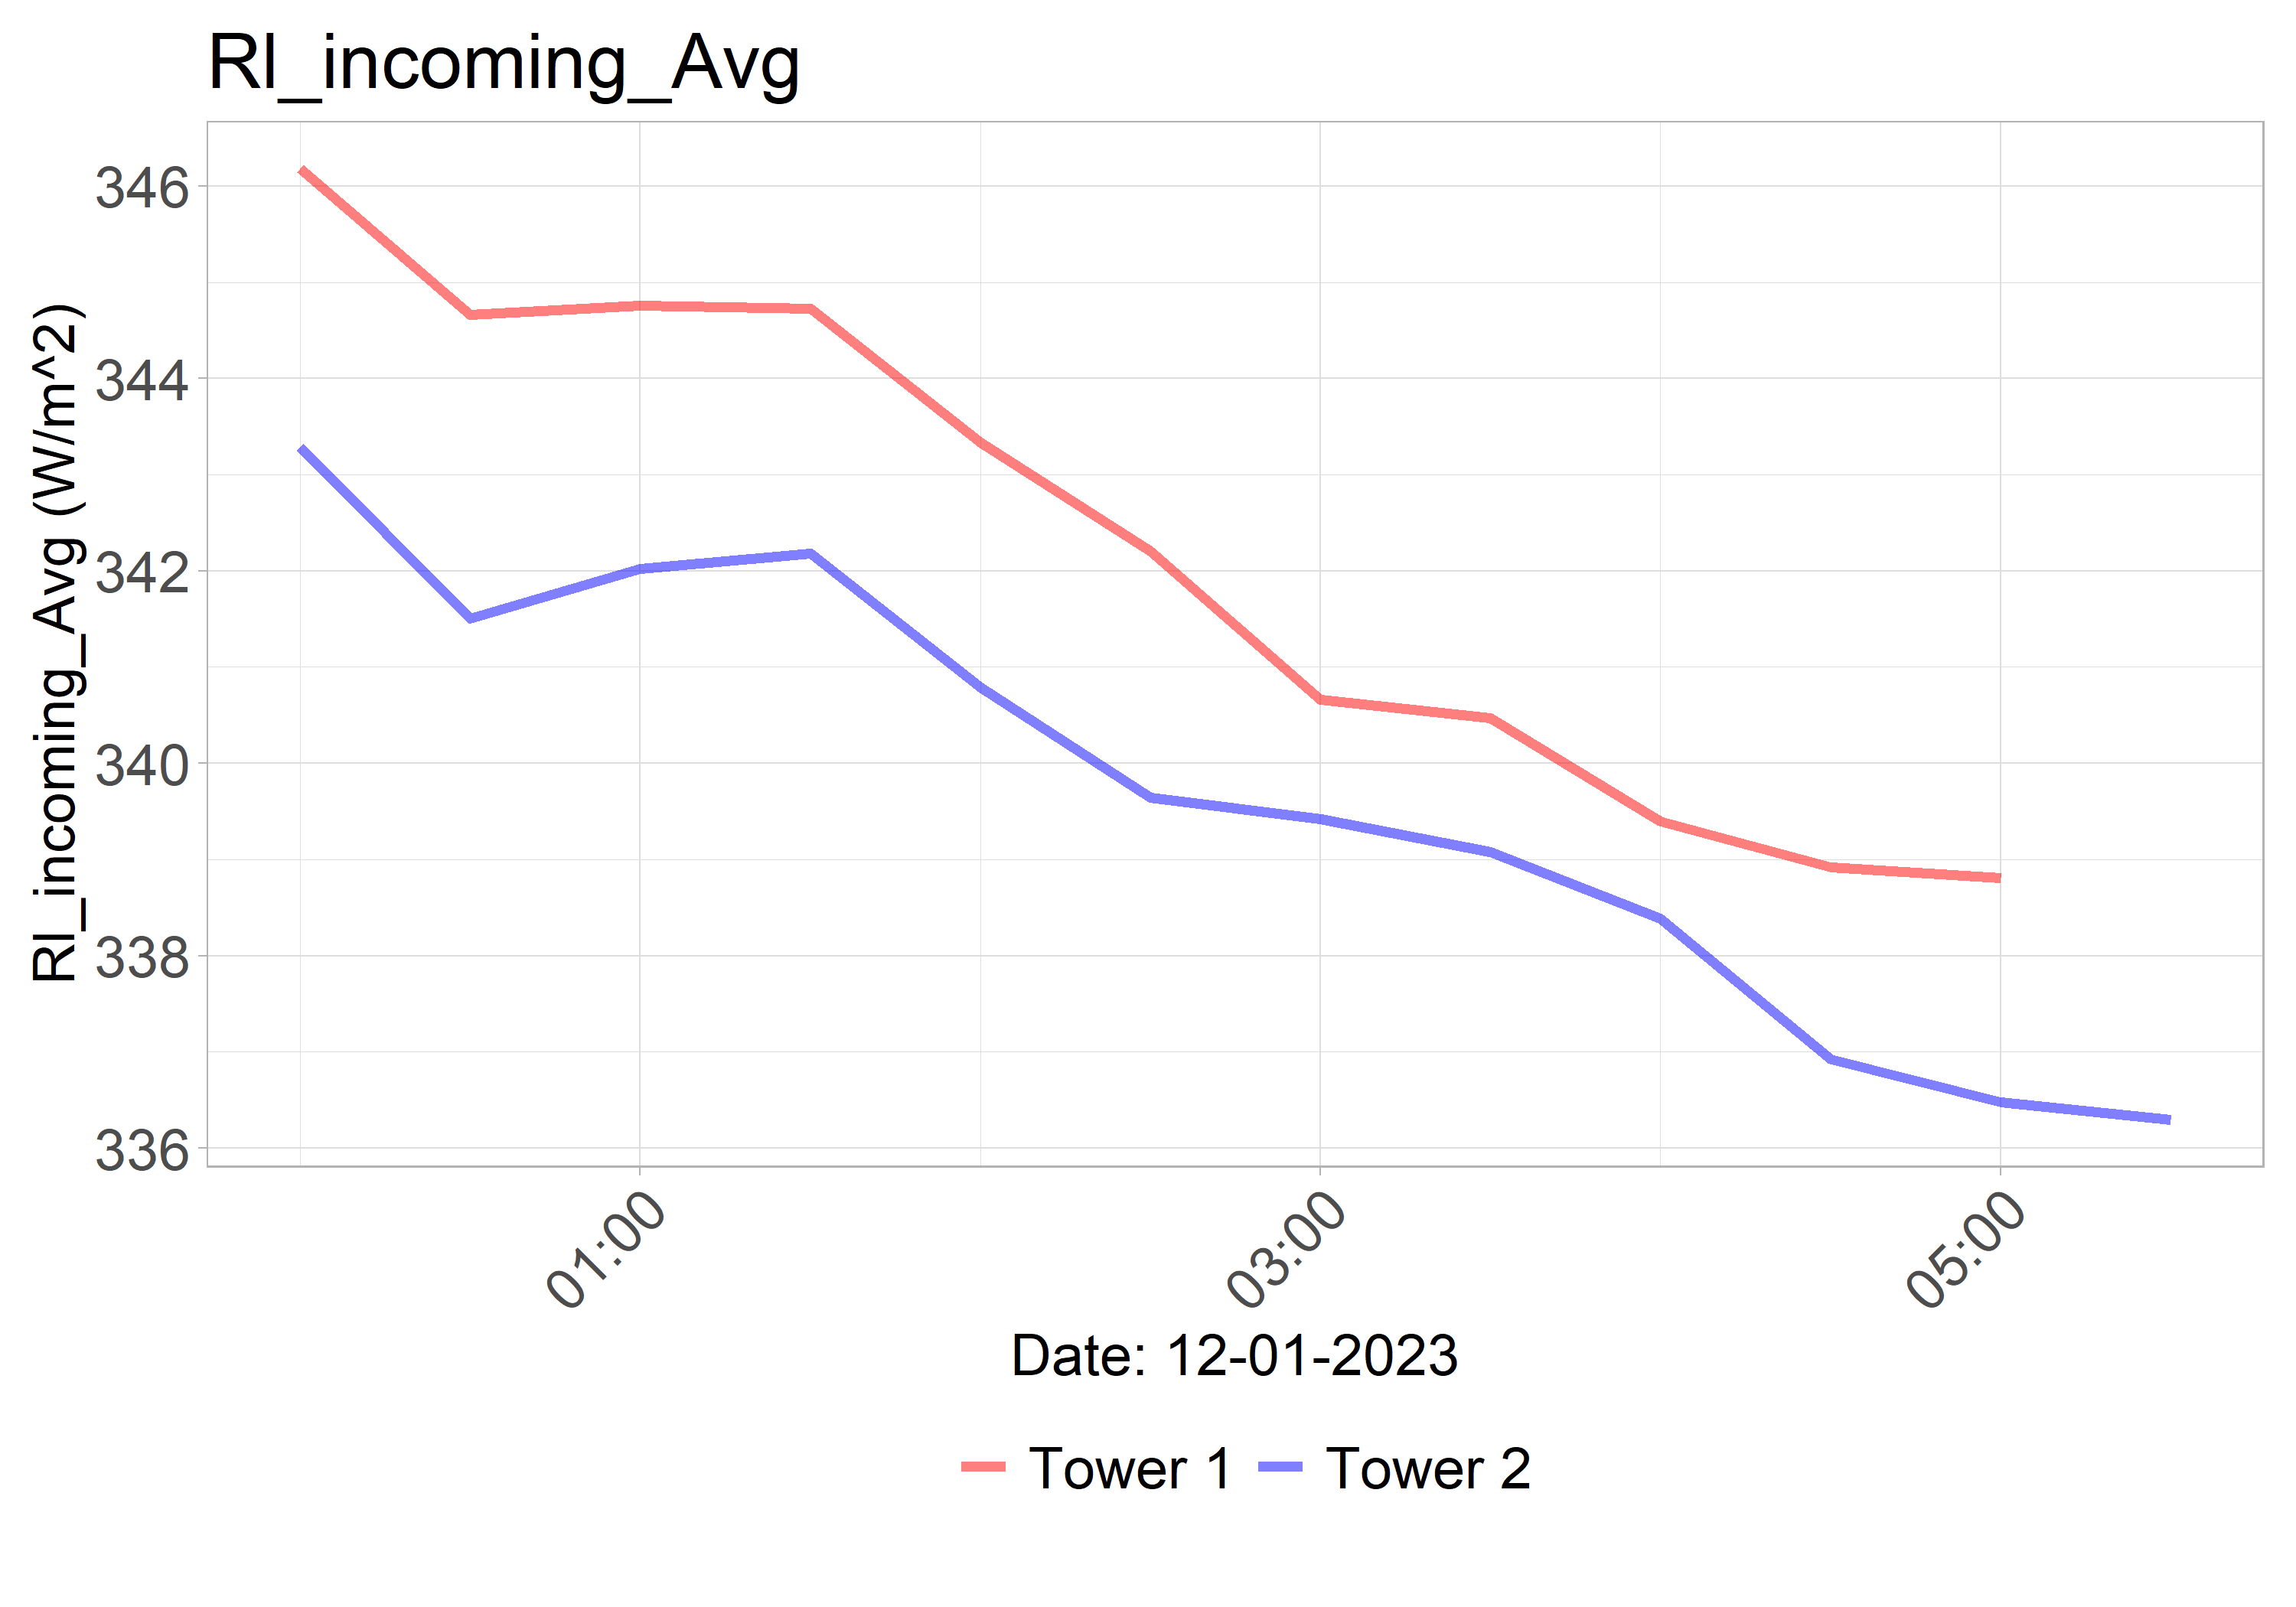 Rl_incoming_Avg
Rl_incoming_Avg (W/m^2)
346
344
342
340
338
336
01:00
03:00
05:00
Date: 12-01-2023
Tower 1
Tower 2